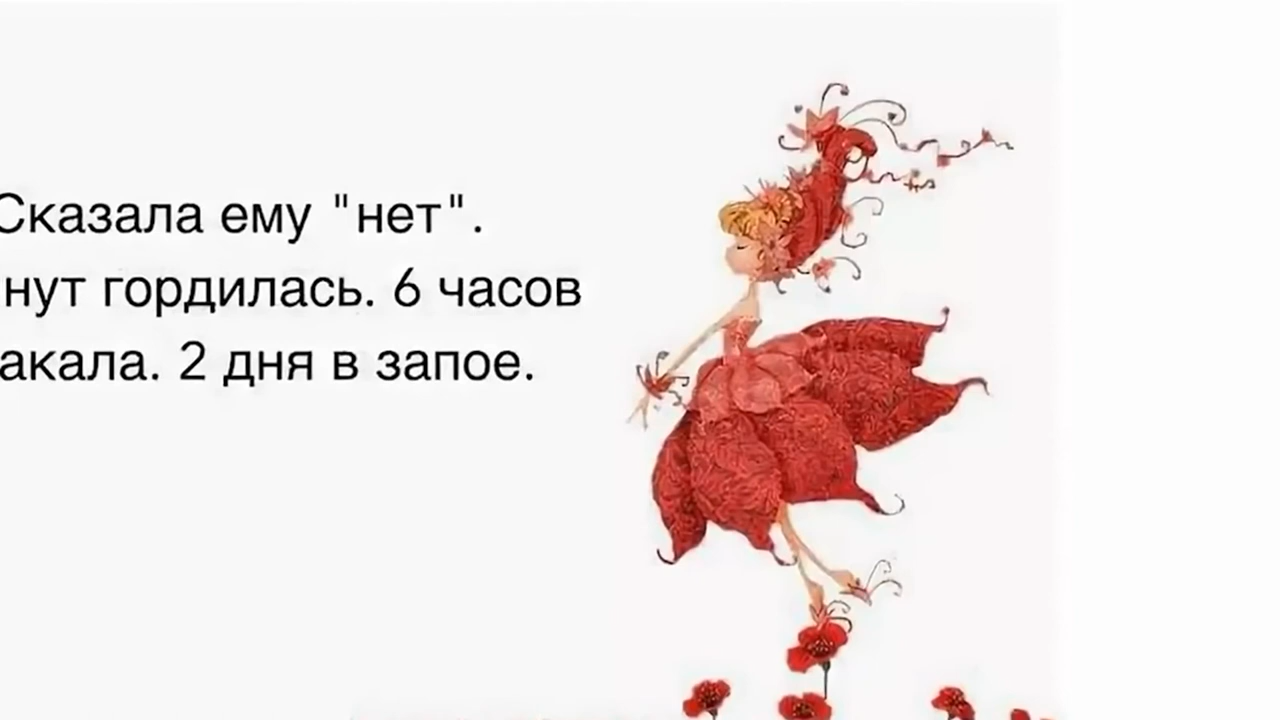 Сказала ему "нет".
нут гордилась. 6 часов
акала. 2 дня в запое.